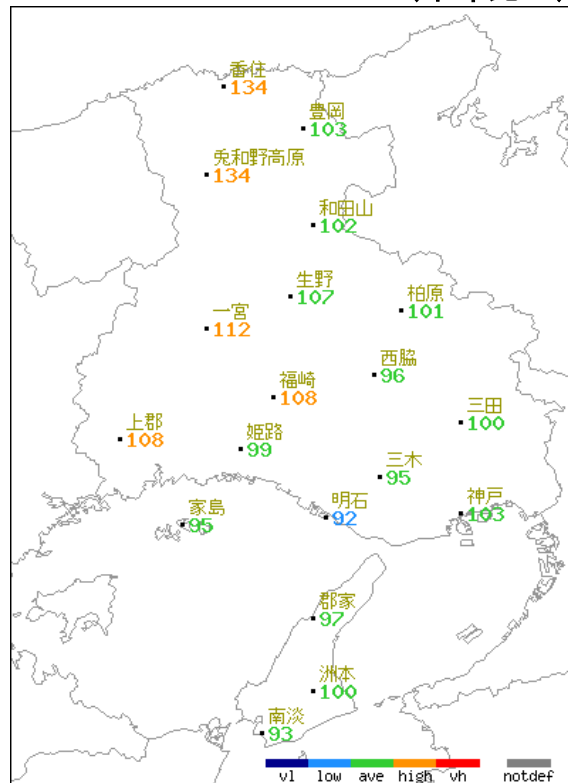 香住
134
豊岡
103
兎和野高原
134
和田山
102
生野
107
柏原
101
一宮
112
西脇
96
福崎
108
三田
100
上郡
108
姫路
99
三木
95
家島
95
明石
92
神戸
103
郡家
97
洲本
100
南淡
93
vl low ave high vh notdef